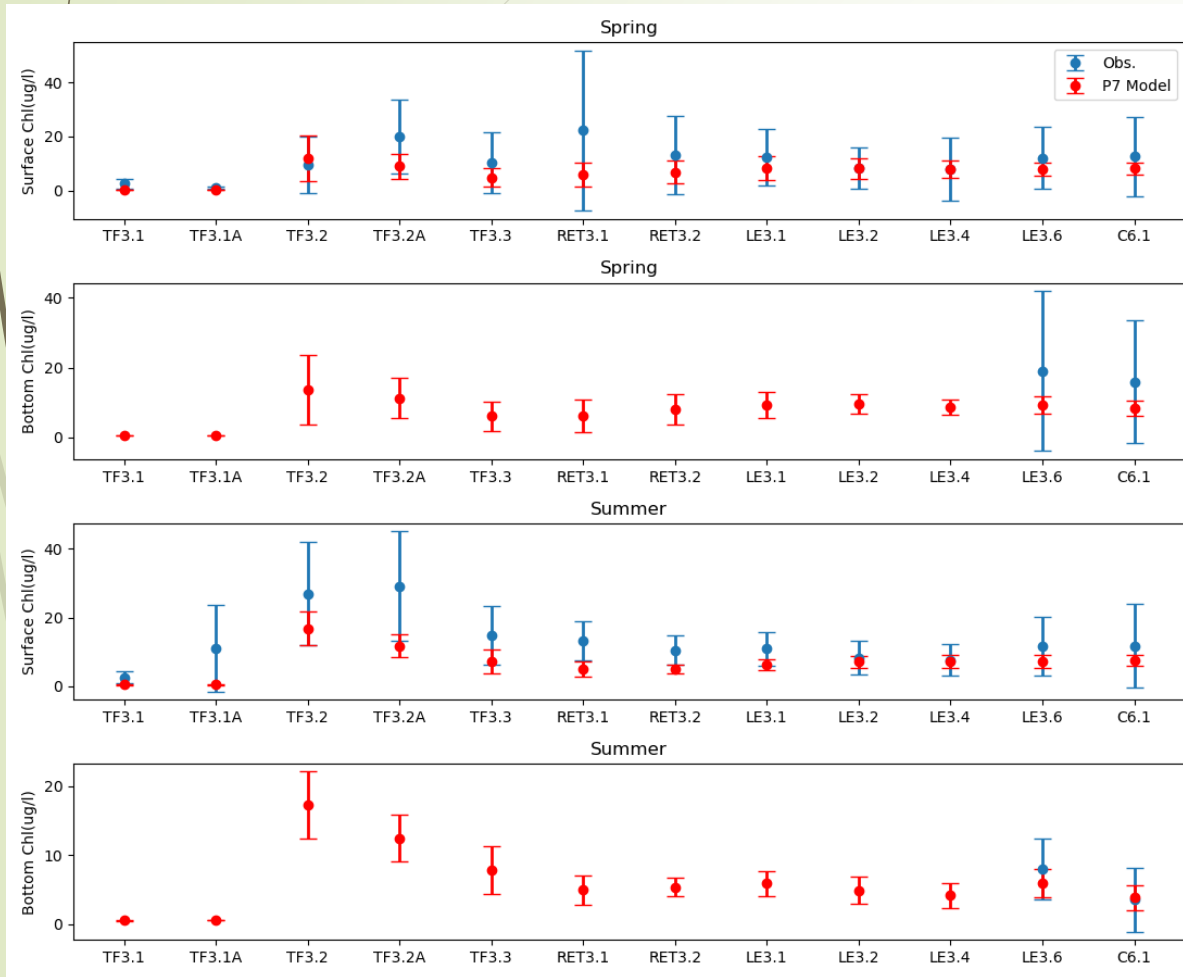 Spring
Surface Chl(ug/l)
40
20
0
Obs.
P7 Model
TF3.1 TF3.1A TF3.2 TF3.2A TF3.3 RET3.1 RET3.2 LE3.1 LE3.2 LE3.4 LE3.6 C6.1
Spring
Bottom Chl(ug/l)
40
20
0
TF3.1 TF3.1A TF3.2 TF3.2A TF3.3 RET3.1 RET3.2 LE3.1 LE3.2 LE3.4 LE3.6 C6.1
Summer
Surface Chl(ug/l)
40
20
0
TF3.1 TF3.1A TF3.2 TF3.2A TF3.3 RET3.1 RET3.2 LE3.1 LE3.2 LE3.4 LE3.6 C6.1
Summer
Bottom Chl(ug/l)
20
10
0
TF3.1 TF3.1A TF3.2 TF3.2A TF3.3 RET3.1 RET3.2 LE3.1 LE3.2 LE3.4 LE3.6 C6.1